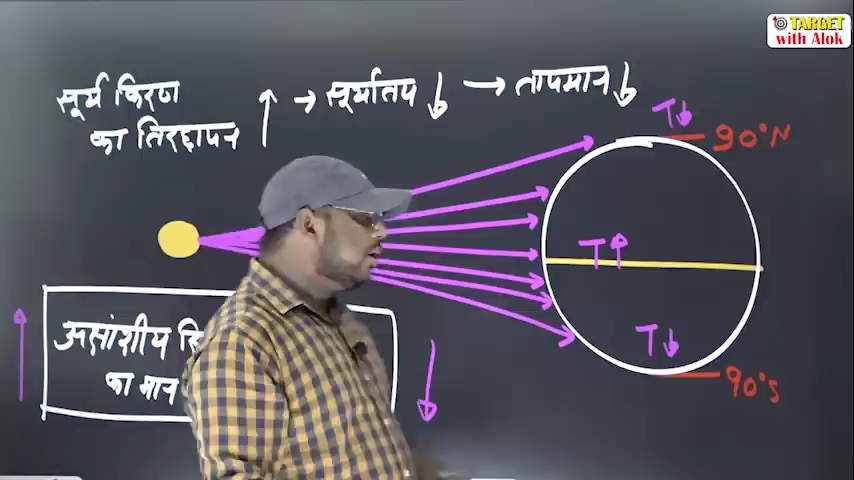 TARGET
with Alok
सूर्य किरण
का तिरछापन ↑ → सूर्यातप ↓ → तापमान ↓
T↓
90°N
T↑
T↓
90°S
अक्षांशीय
का मान